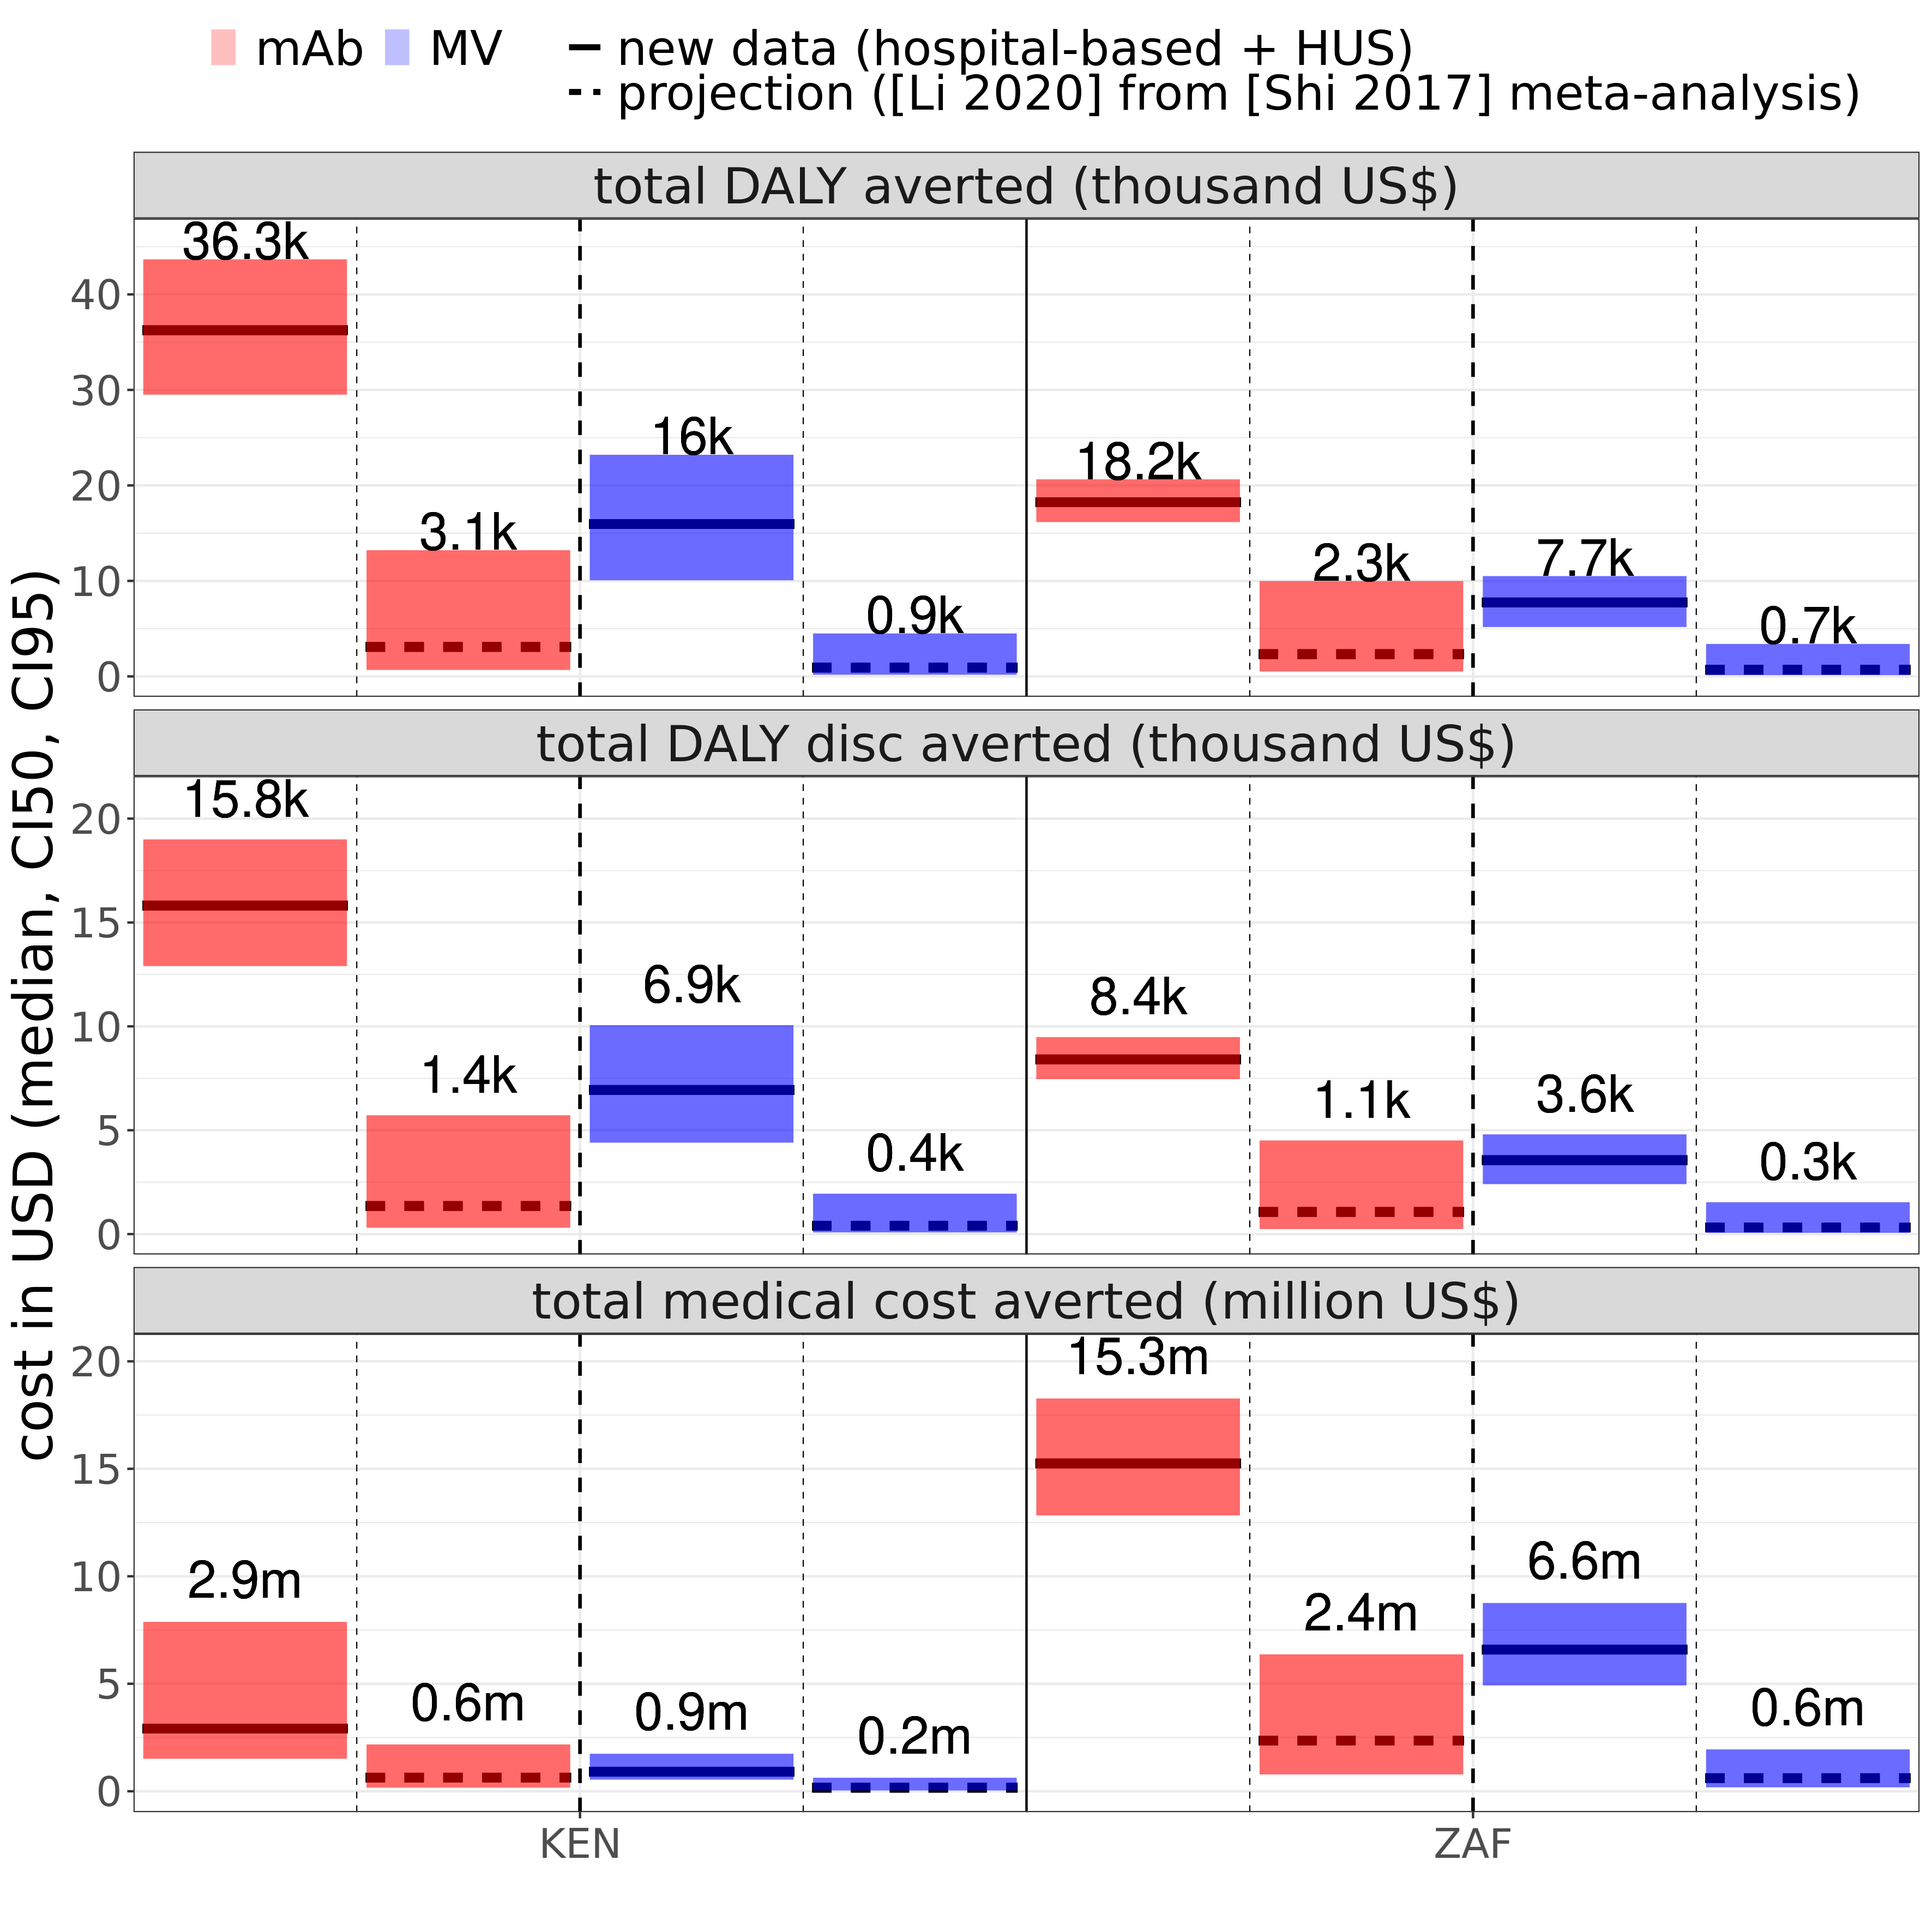 mAb MV new data (hospital-based + HUS)
projection ([Li 2020] from [Shi 2017] meta-analysis)
cost in USD (median, CI50, CI95)
total DALY averted (thousand US$)
40
30
20
10
0
36.3k
3.1k
16k
0.9k
18.2k
2.3k
7.7k
0.7k
total DALY disc averted (thousand US$)
20
15
10
5
0
15.8k
1.4k
6.9k
0.4k
8.4k
1.1k
3.6k
0.3k
total medical cost averted (million US$)
20
15
10
5
0
2.9m
0.6m
0.9m
0.2m
15.3m
2.4m
6.6m
0.6m
KEN ZAF